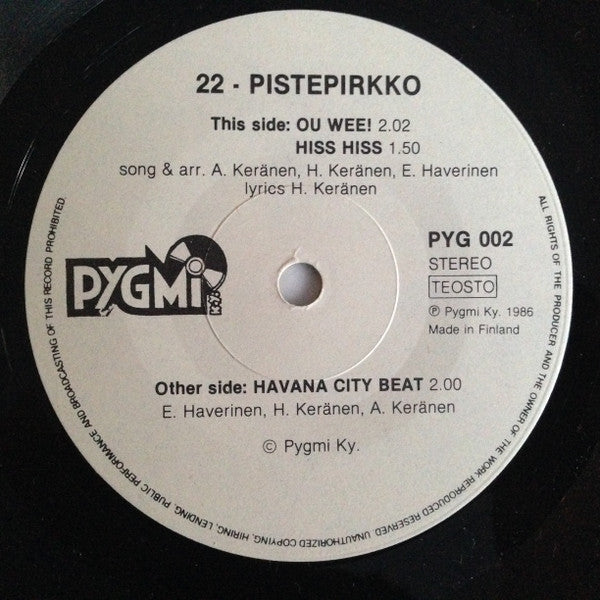 22 - PISTEPIRKKO
This side: OU WEE! 2.02
HISS HISS 1.50
song & arr. A. Keränen, H. Keränen, E. Haverinen
lyrics H. Keränen
PYGMi
K-76
PYG 002
STEREO
TEOSTO
Ⓟ Pygmi Ky. 1986
Made in Finland
Other side: HAVANA CITY BEAT 2.00
E. Haverinen, H. Keränen, A. Keränen
© Pygmi Ky.
ALL RIGHTS OF THE PRODUCER AND THE OWNER OF THE WORK REPRODUCED RESERVED. UNAUTHORIZED COPYING, HIRING, LENDING, PUBLIC PERFORMANCE AND BROADCASTING OF THIS RECORD PROHIBITED.